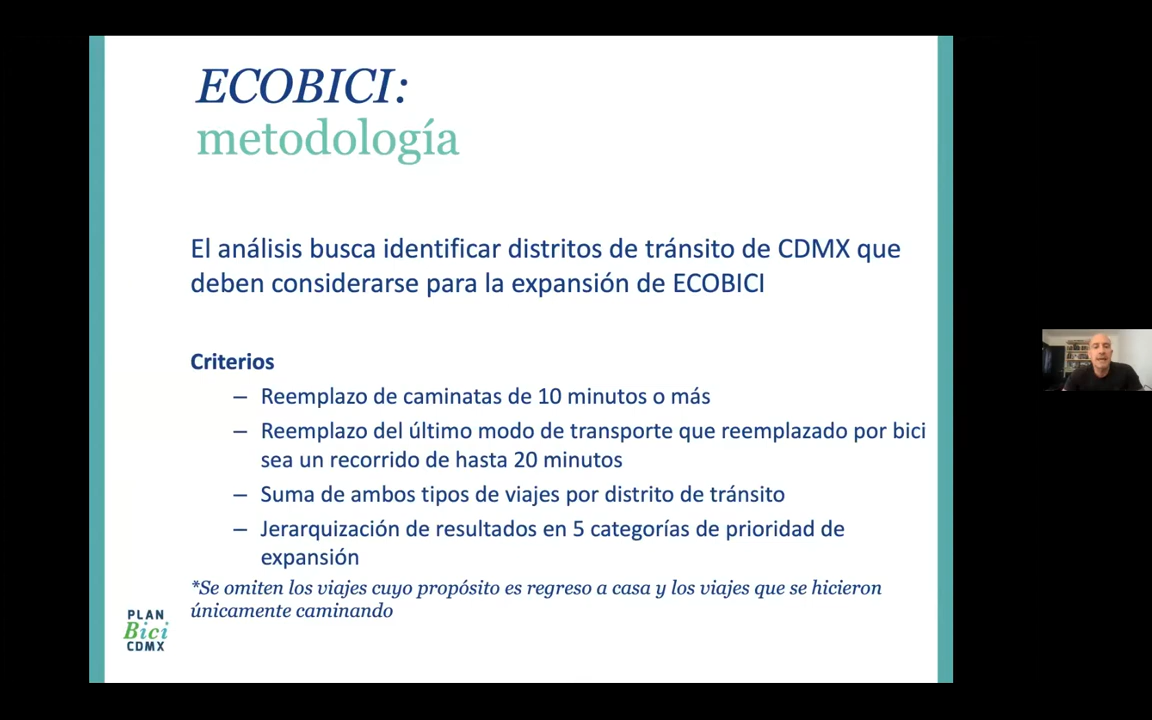 ECOBICI:
metodología
El análisis busca identificar distritos de tránsito de CDMX que
deben considerarse para la expansión de ECOBICI
Criterios
– Reemplazo de caminatas de 10 minutos o más
– Reemplazo del último modo de transporte que reemplazado por bici
sea un recorrido de hasta 20 minutos
– Suma de ambos tipos de viajes por distrito de tránsito
– Jerarquización de resultados en 5 categorías de prioridad de
expansión
*Se omiten los viajes cuyo propósito es regreso a casa y los viajes que se hicieron
únicamente caminando
PLAN
Bici
CDMX